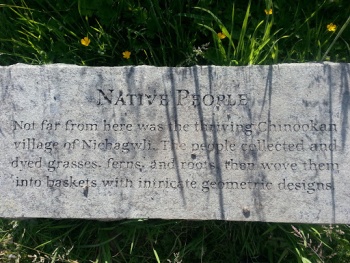 NATIVE PEOPLE
Not far from here was the thriving Chinookan
village of Nichaqwli. The people collected and
dyed grasses, ferns, and roots, then wove them
into baskets with intricate geometric designs.